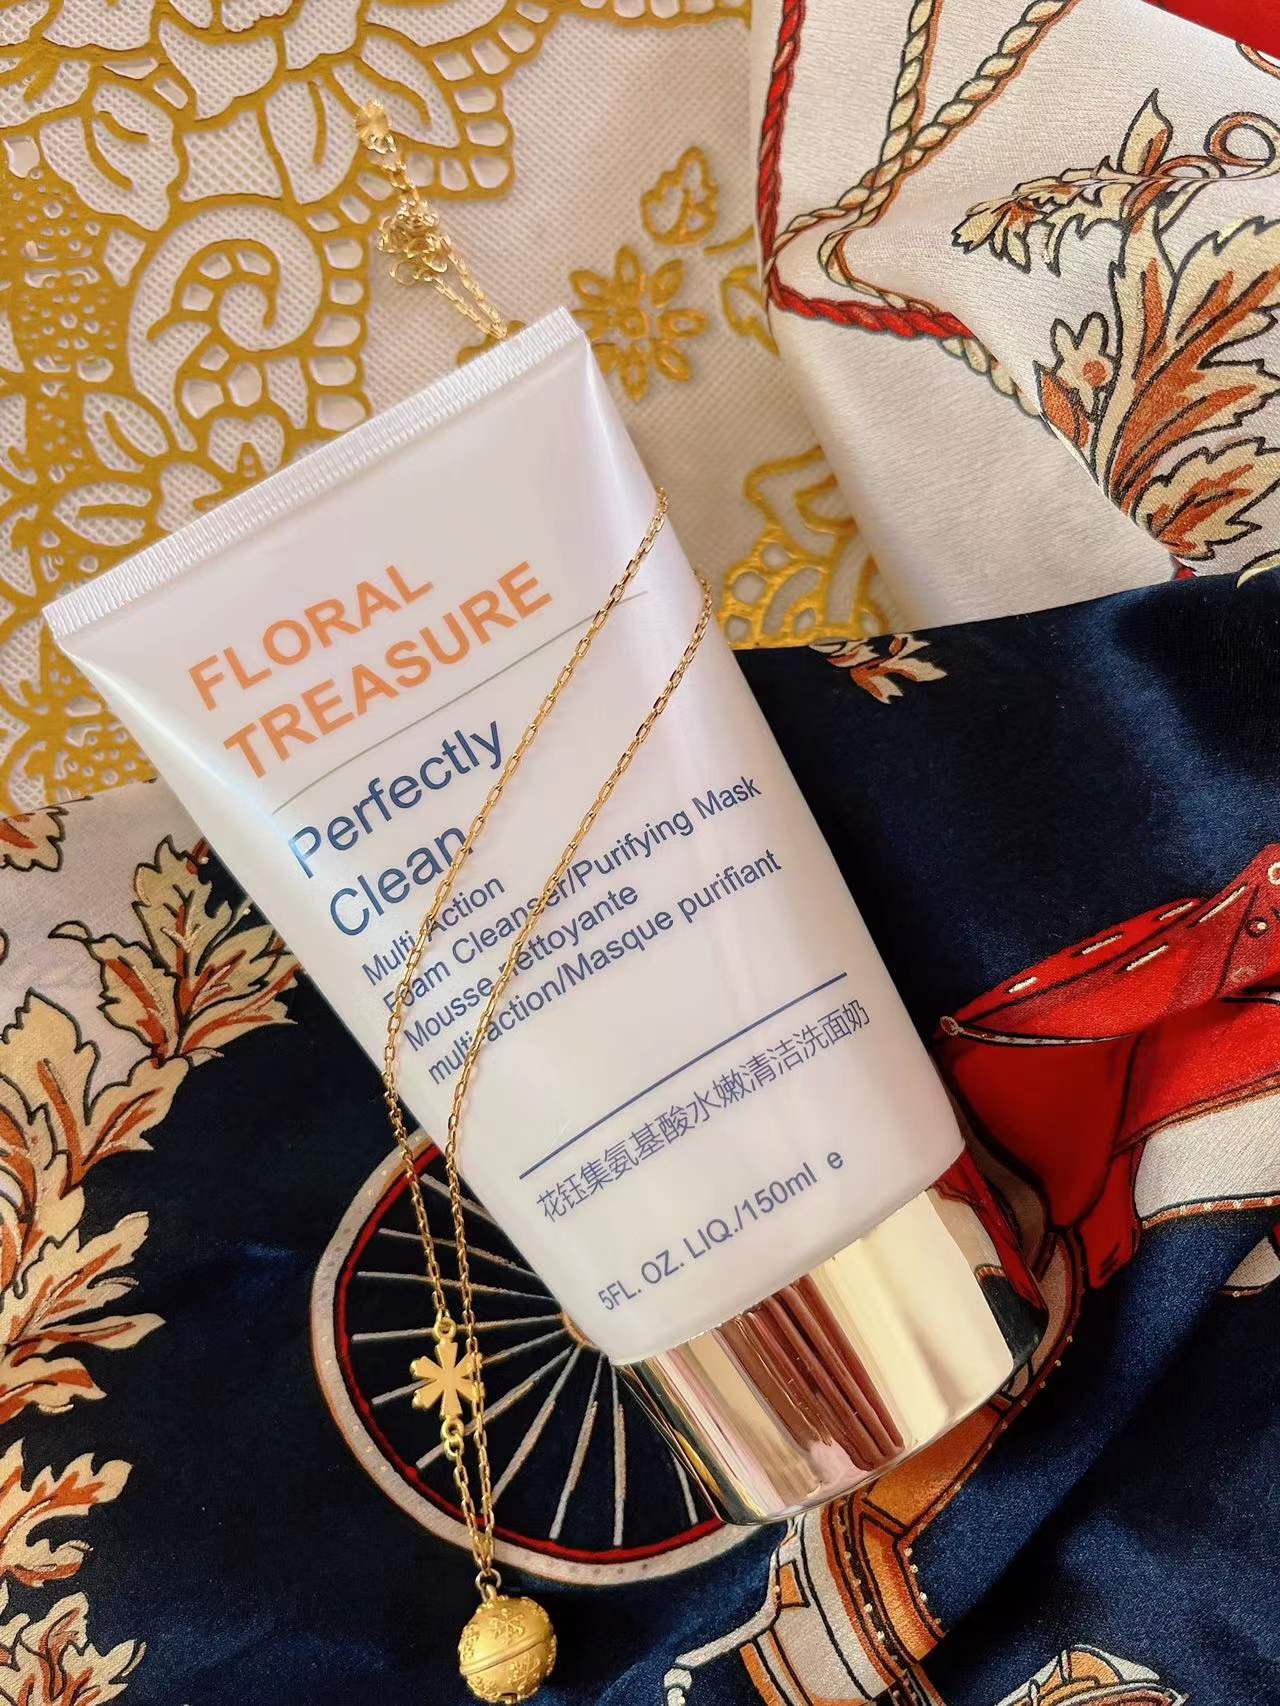 FLORAL
TREASURE
Perfectly
Clean
Multi-Action
Foam Cleanser/Purifying Mask
Mousse nettoyante
multi-action/Masque purifiant
花钰集氨基酸水嫩清洁洗面奶
5FL. OZ. LIQ./150ml e